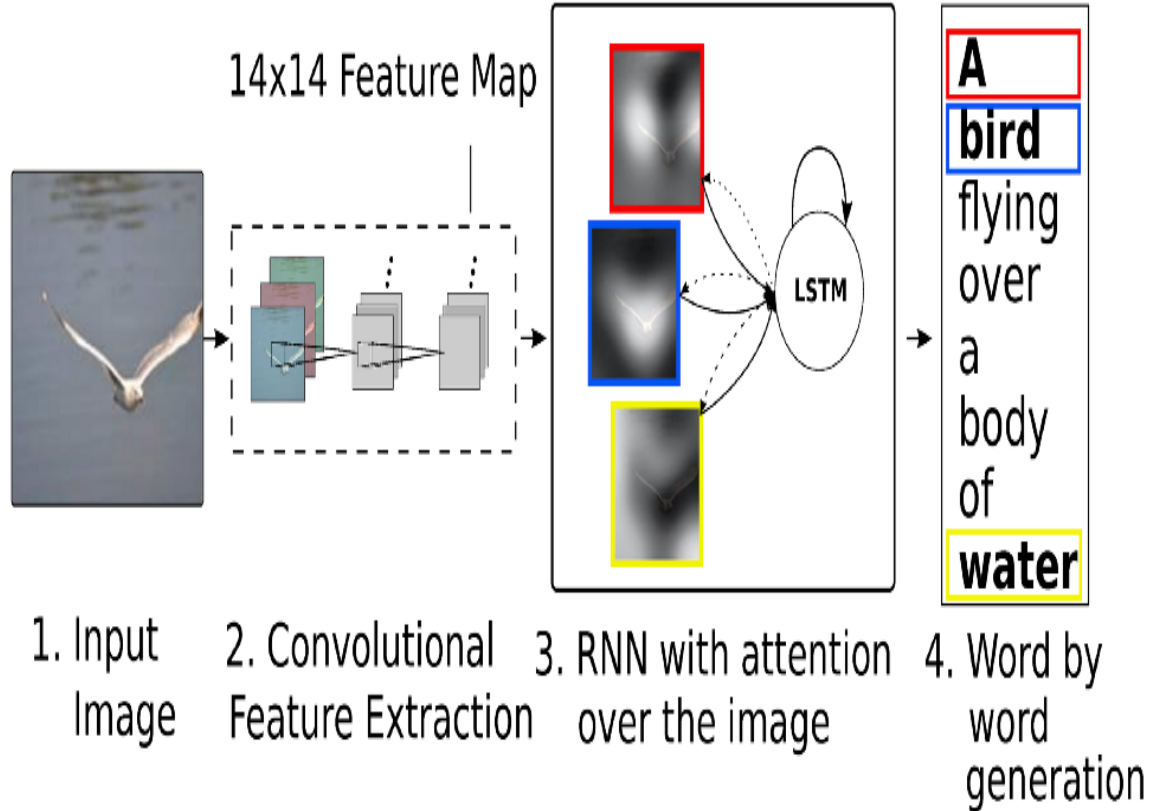 14x14 Feature Map
LSTM
A
bird
flying
over
a
body
of
water
1. Input
Image
2. Convolutional
Feature Extraction
3. RNN with attention
over the image
4. Word by
word
generation